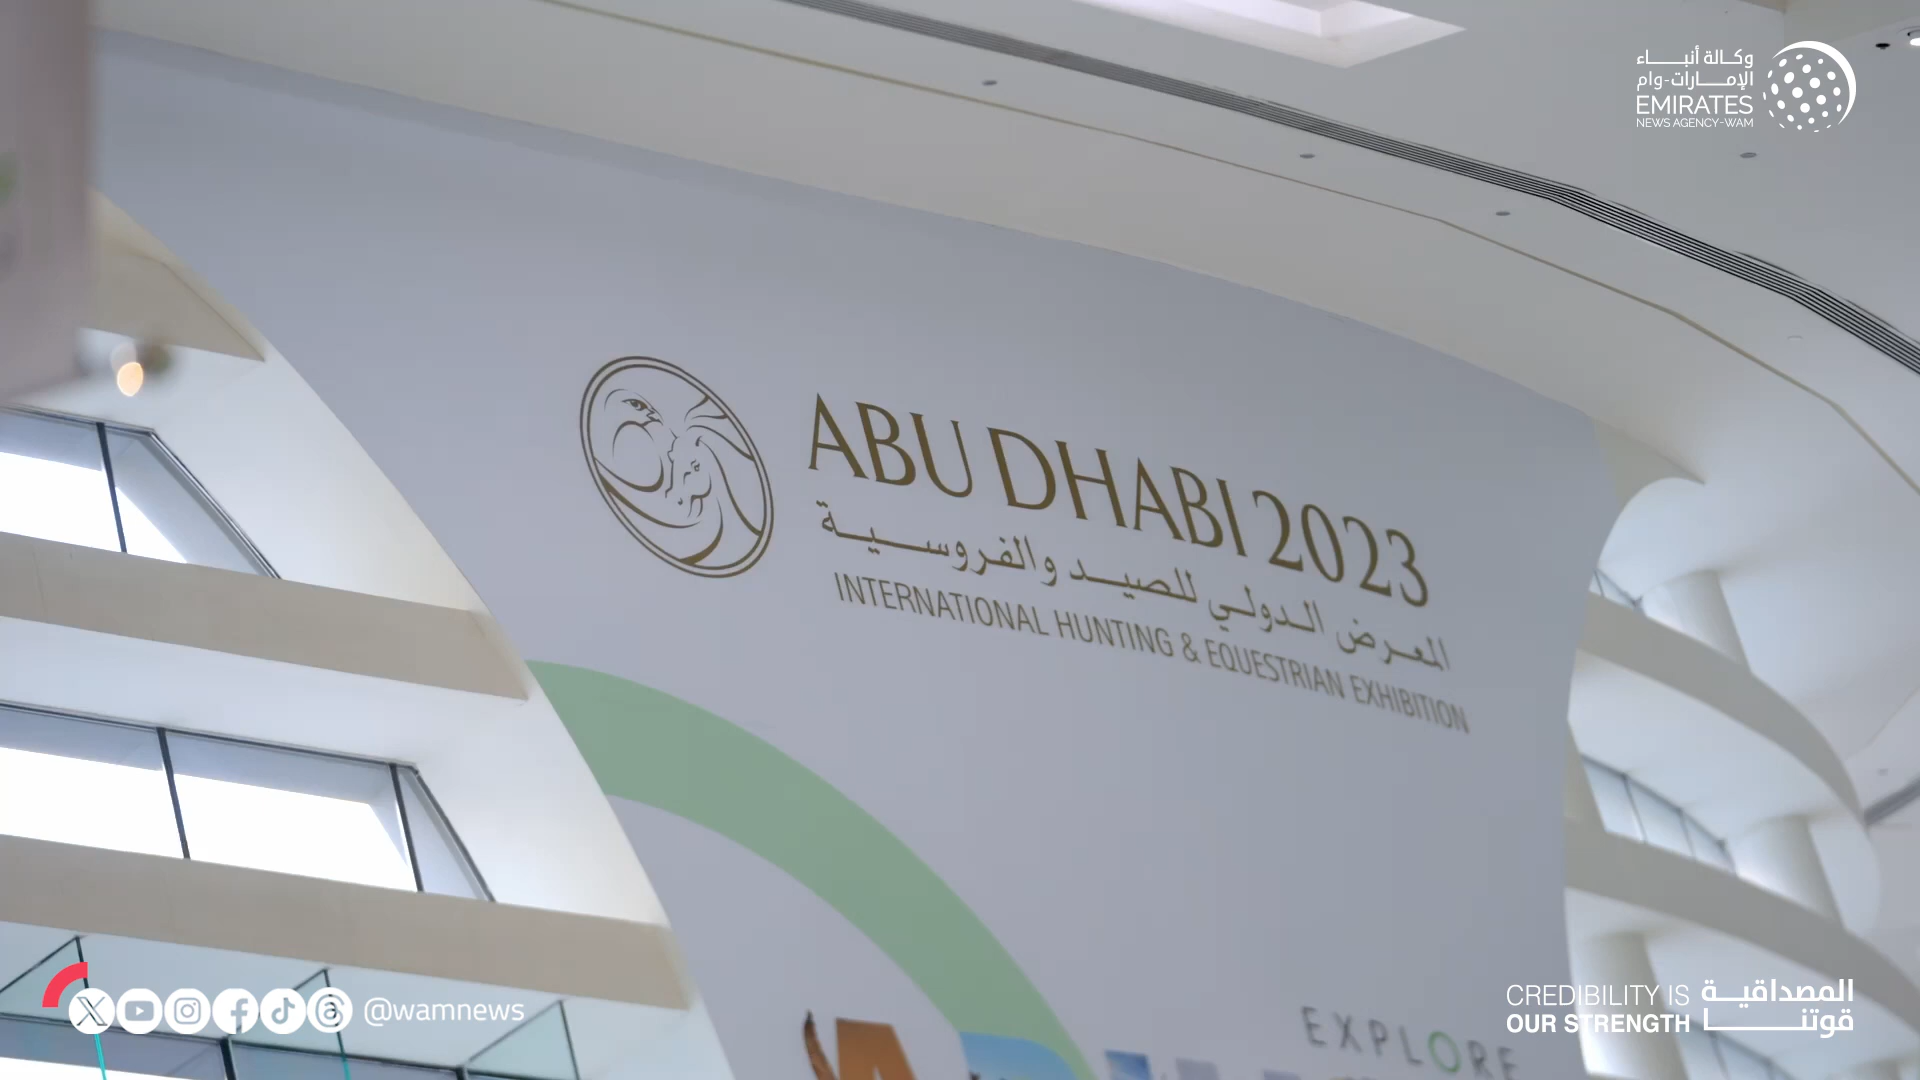 وكالة أنباء
الإمارات-وام
EMIRATES
NEWS AGENCY-WAM
ABU DHABI 2023
المعرض الدولي للصيد والفروسية
INTERNATIONAL HUNTING & EQUESTRIAN EXHIBITION
EXPLORE
@wamnews
CREDIBILITY IS
OUR STRENGTH
المصداقية
قوتنا